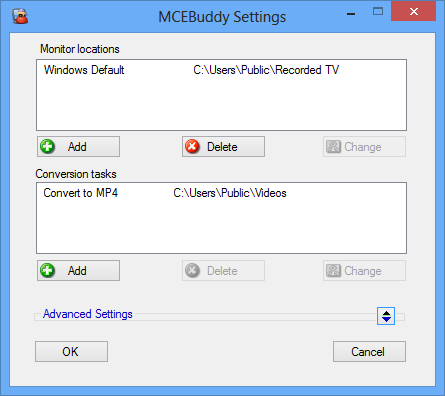 MCEBuddy Settings
Monitor locations
Windows Default C:\Users\Public\Recorded TV
Add Delete Change
Conversion tasks
Convert to MP4 C:\Users\Public\Videos
Add Delete Change
Advanced Settings
OK Cancel